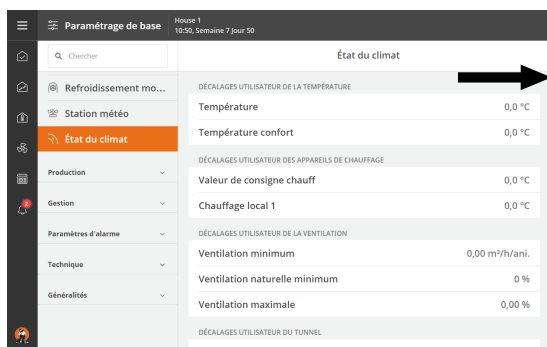 Paramétrage de base
House 1
10:50, Semaine 7 Jour 50
Chercher
État du climat
Refroidissement mo...
Station météo
État du climat
Production
Gestion
Paramètres d'alarme
Technique
Généralités
2
DÉCALAGES UTILISATEUR DE LA TEMPÉRATURE
Température 0,0 °C
Température confort 0,0 °C
DÉCALAGES UTILISATEUR DES APPAREILS DE CHAUFFAGE
Valeur de consigne chauff 0,0 °C
Chauffage local 1 0,0 °C
DÉCALAGES UTILISATEUR DE LA VENTILATION
Ventilation minimum 0,00 m³/h/ani.
Ventilation naturelle minimum 0 %
Ventilation maximale 0,00 %
DÉCALAGES UTILISATEUR DU TUNNEL